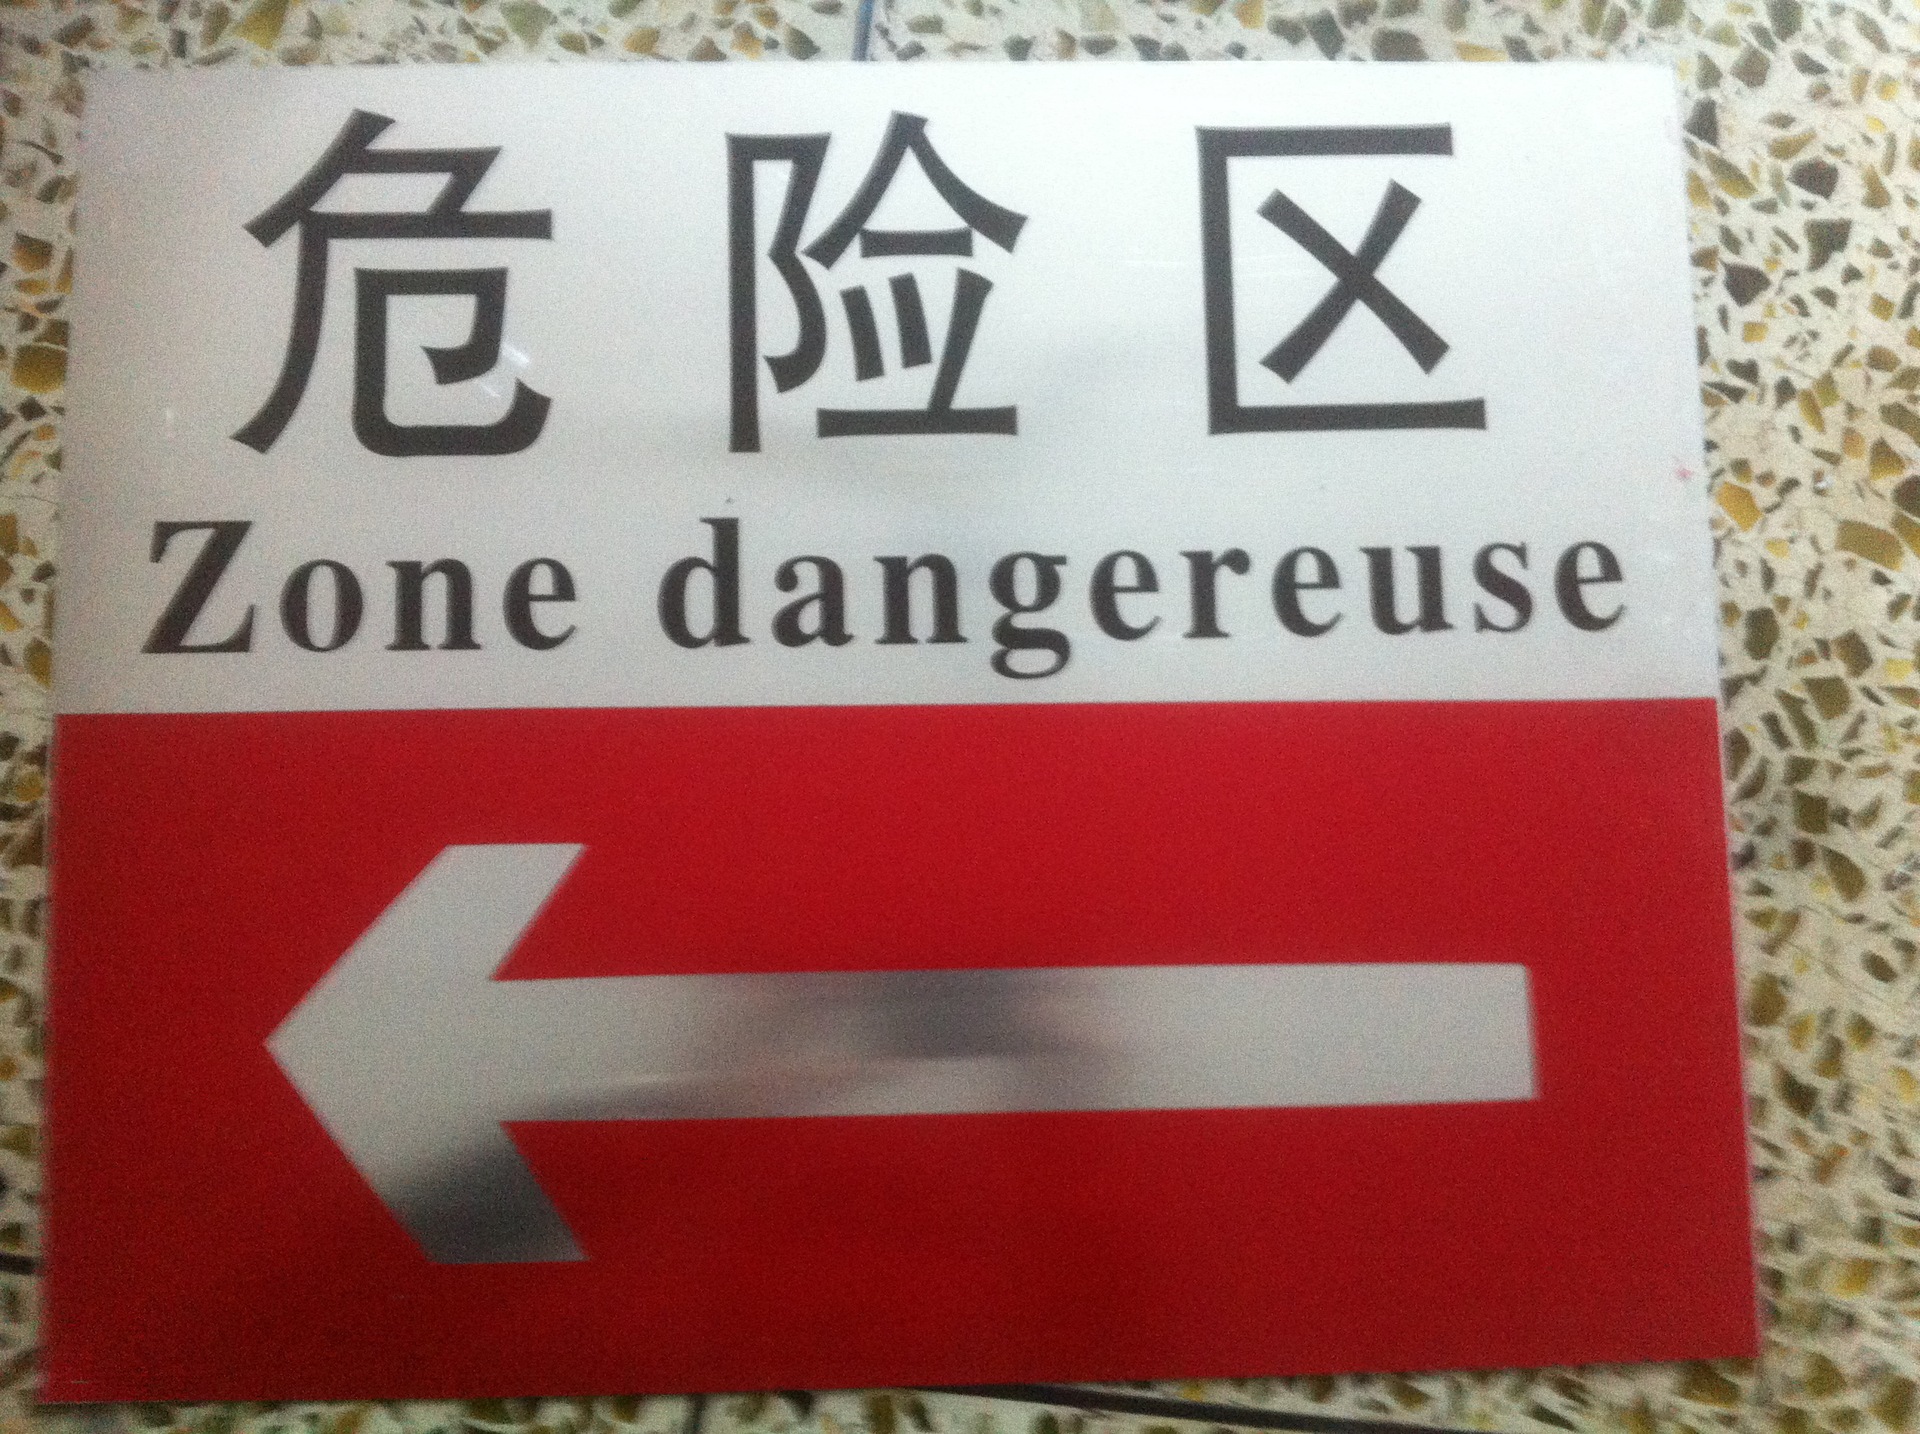 危险区
Zone dangereuse